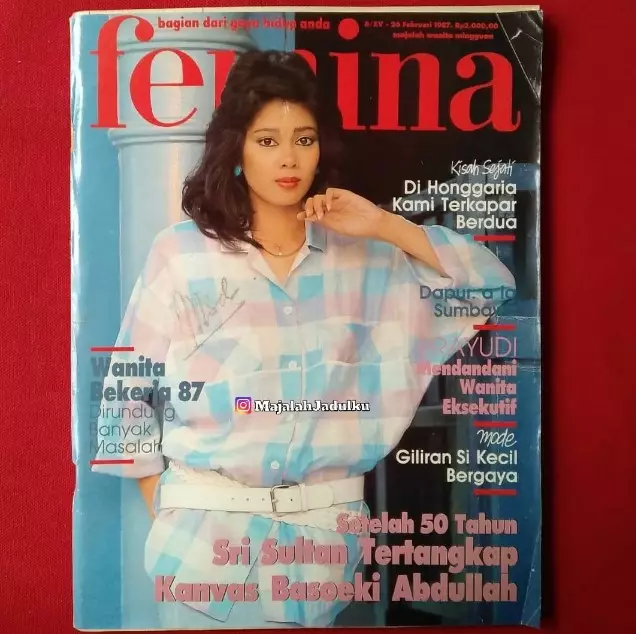 bagian dari gaya hidup anda
8/XV - 26 Februari 1987. Rp2.000,00
majalah wanita mingguan
femina
Kisah Sejati
Di Honggaria
Kami Terkapar
Berdua
Dapur a la
PRAYUDI
Mendandani
Wanita
Eksekutif
mode
Giliran Si Kecil
Bergaya
Wanita
Bekerja 87
Dirundung
Banyak
Masalah
MajalahJadulku
Setelah 50 Tahun
Sri Sultan Tertangkap
Kanvas Basoeki Abdullah